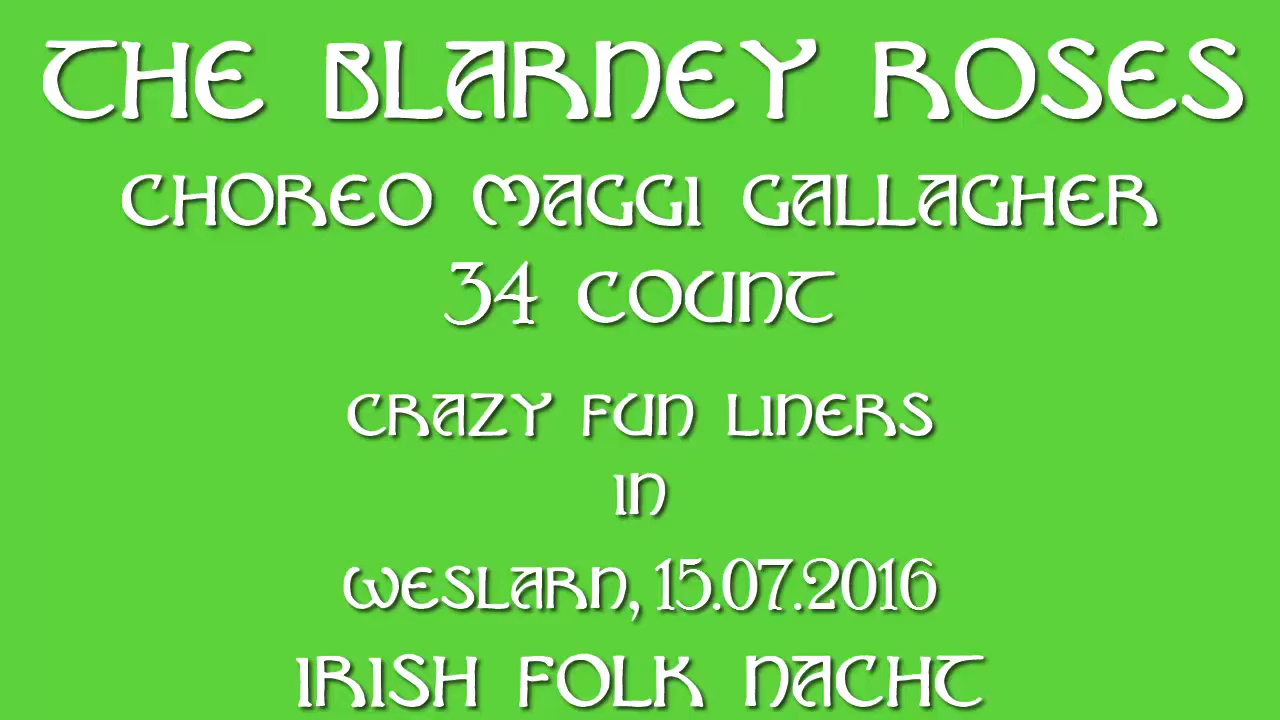 THE BLARNEY ROSES
CHOREO MAGGI GALLAGHER
34 COUNT
CRAZY FUN LINERS
IN
WESLARN, 15.07.2016
IRISH FOLK NACHT